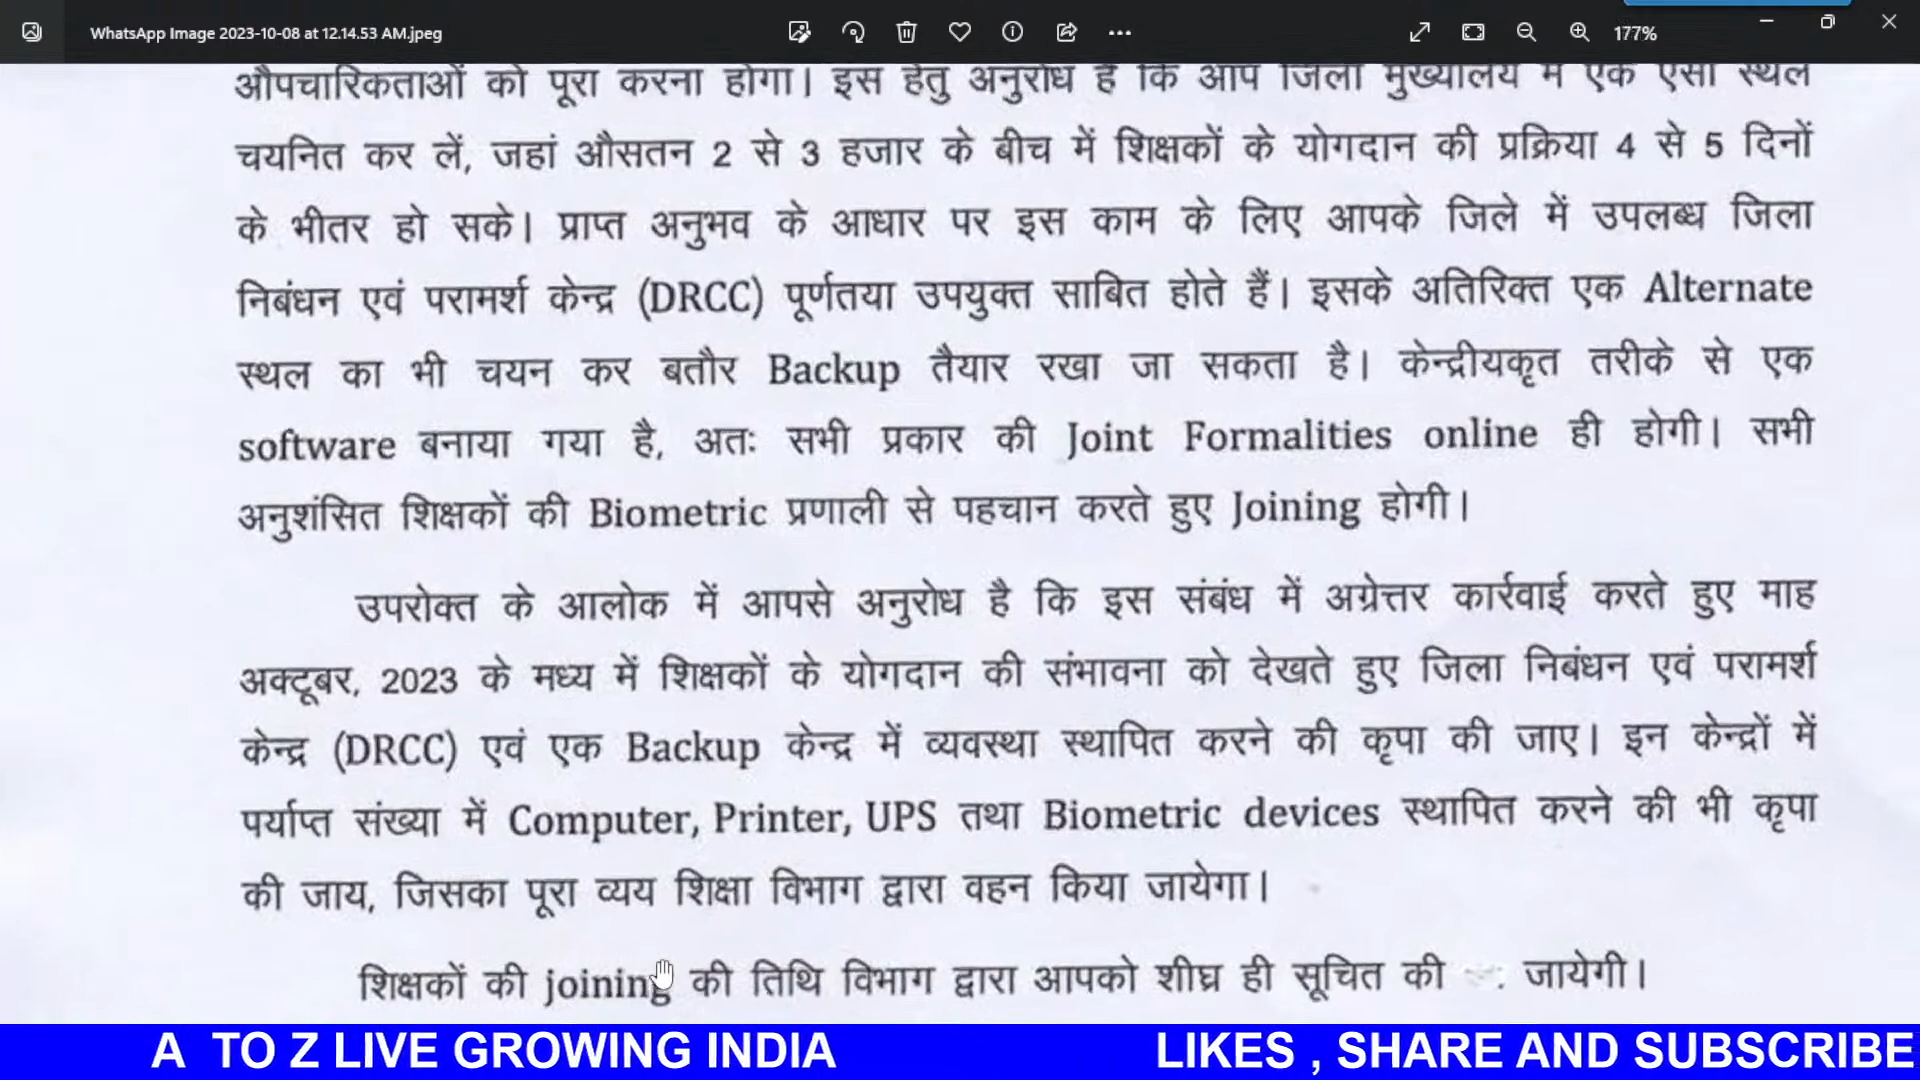 WhatsApp Image 2023-10-08 at 12.14.53 AM.jpeg
177%
औपचारिकताओं को पूरा करना होगा। इस हेतु अनुरोध है कि आप जिला मुख्यालय में एक ऐसा स्थल
चयनित कर लें, जहां औसतन 2 से 3 हजार के बीच में शिक्षकों के योगदान की प्रक्रिया 4 से 5 दिनों
के भीतर हो सके। प्राप्त अनुभव के आधार पर इस काम के लिए आपके जिले में उपलब्ध जिला
निबंधन एवं परामर्श केन्द्र (DRCC) पूर्णतया उपयुक्त साबित होते हैं। इसके अतिरिक्त एक Alternate
स्थल का भी चयन कर बतौर Backup तैयार रखा जा सकता है। केन्द्रीयकृत तरीके से एक
software बनाया गया है, अतः सभी प्रकार की Joint Formalities online ही होगी। सभी
अनुशंसित शिक्षकों की Biometric प्रणाली से पहचान करते हुए Joining होगी।
उपरोक्त के आलोक में आपसे अनुरोध है कि इस संबंध में अग्रेत्तर कार्रवाई करते हुए माह
अक्टूबर, 2023 के मध्य में शिक्षकों के योगदान की संभावना को देखते हुए जिला निबंधन एवं परामर्श
केन्द्र (DRCC) एवं एक Backup केन्द्र में व्यवस्था स्थापित करने की कृपा की जाए। इन केन्द्रों में
पर्याप्त संख्या में Computer, Printer, UPS तथा Biometric devices स्थापित करने की भी कृपा
की जाय, जिसका पूरा व्यय शिक्षा विभाग द्वारा वहन किया जायेगा।
शिक्षकों की joining की तिथि विभाग द्वारा आपको शीघ्र ही सूचित की जायेगी।
A TO Z LIVE GROWING INDIA
LIKES , SHARE AND SUBSCRIBE